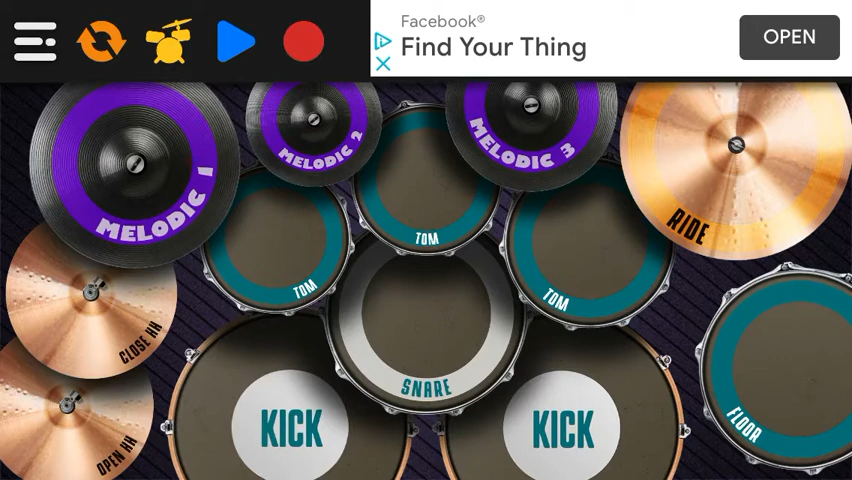 Facebook®
Find Your Thing
OPEN
MELODIC 1
MELODIC 2
MELODIC 3
RIDE
TOM
TOM
TOM
CLOSE HH
SNARE
OPEN HH
KICK
KICK
FLOOR